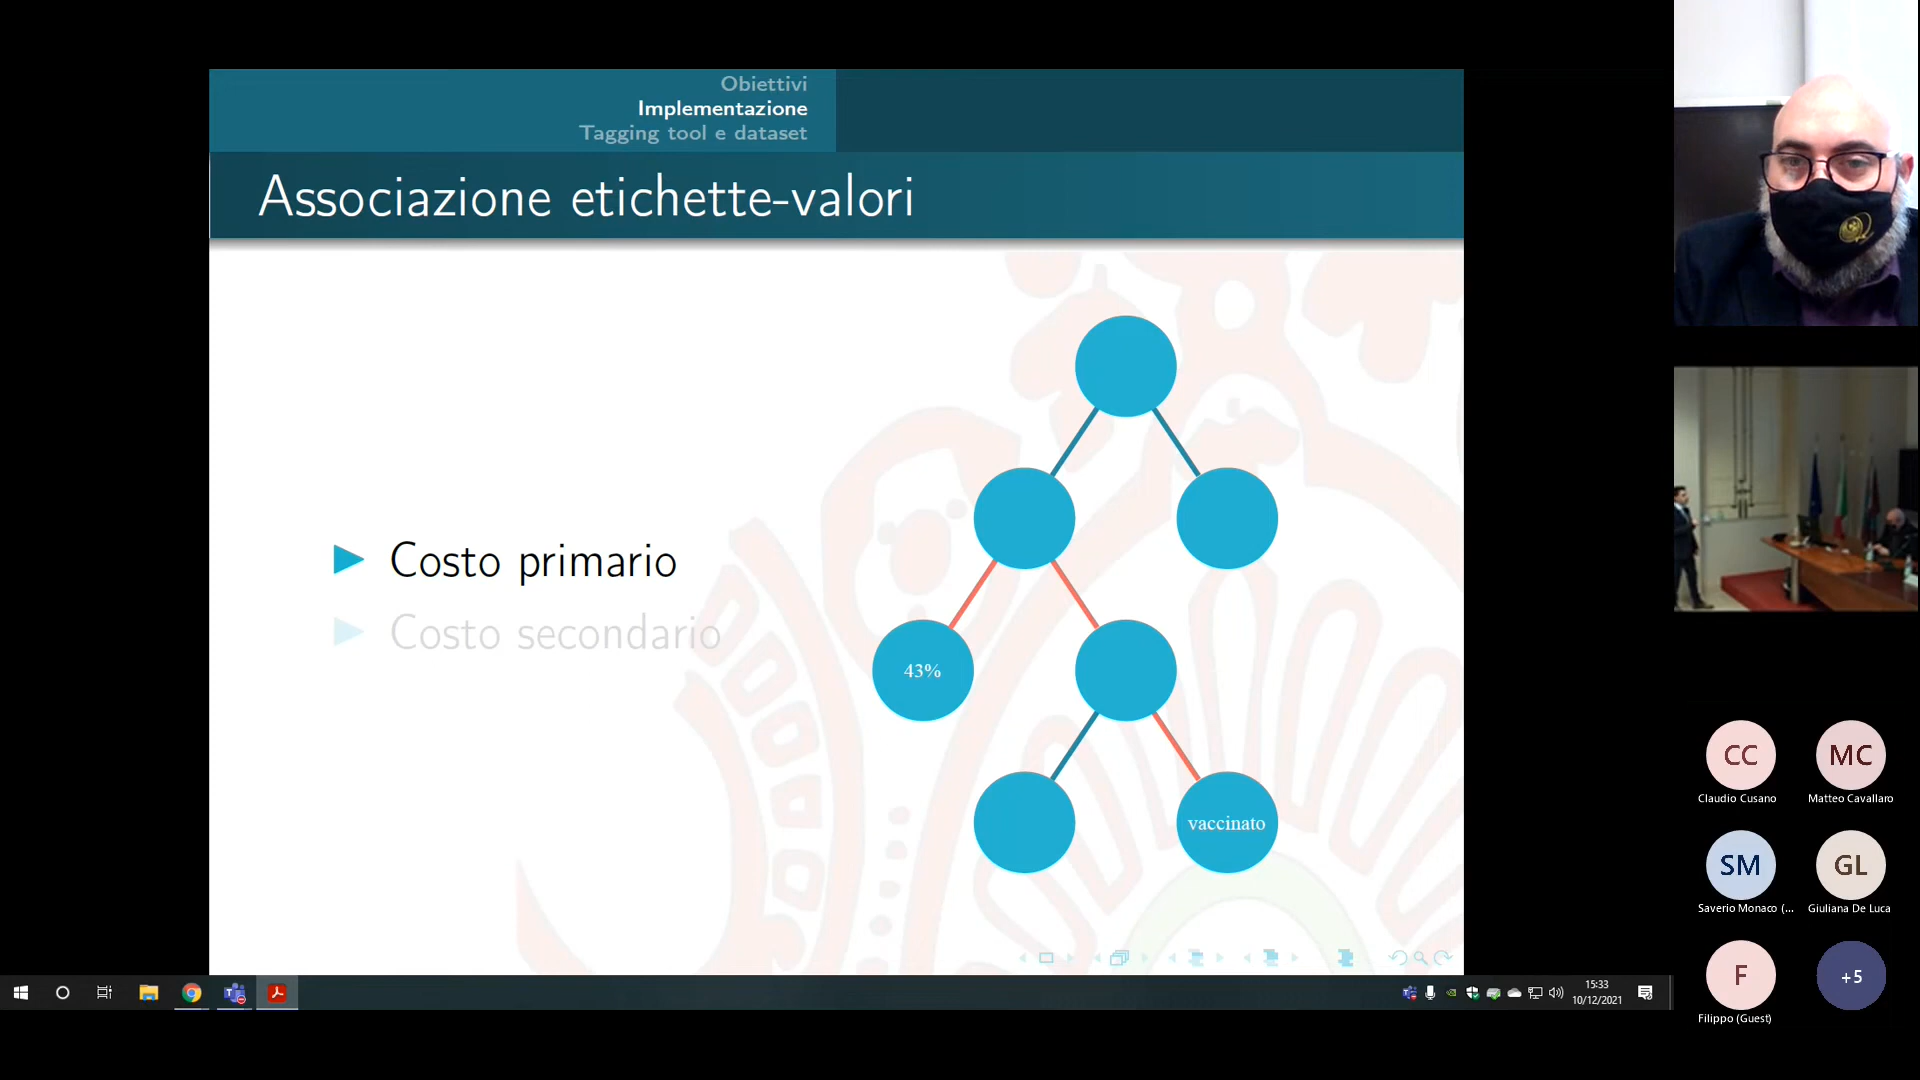 Obiettivi
Implementazione
Tagging tool e dataset
Associazione etichette-valori
Costo primario
Costo secondario
43%
vaccinato
CC
MC
Claudio Cusano
Matteo Cavallaro
SM
GL
Saverio Monaco (...
Giuliana De Luca
F
+5
Filippo (Guest)
15:33
10/12/2021